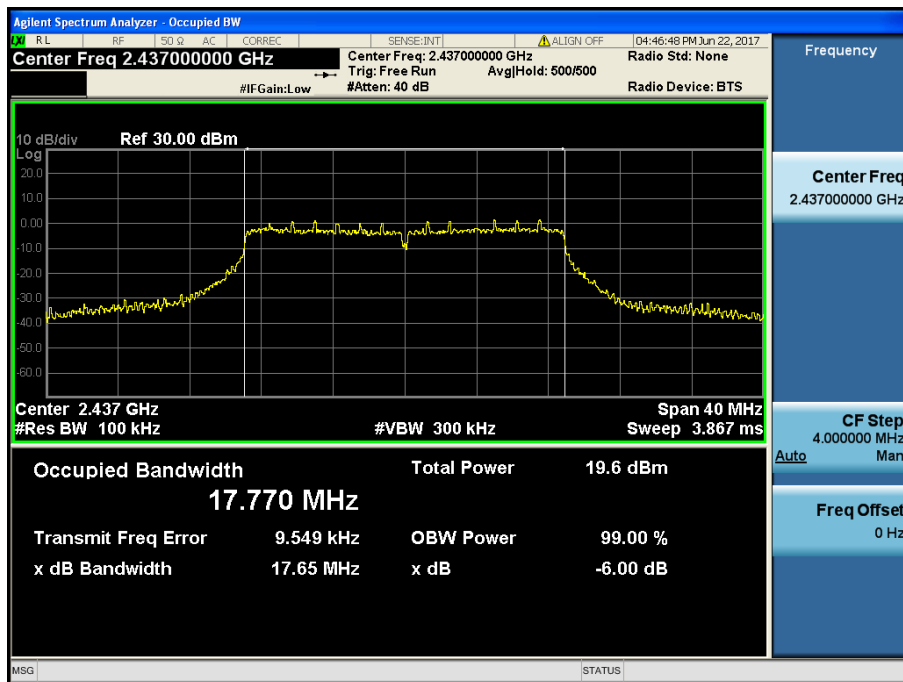 Agilent Spectrum Analyzer - Occupied BW
LXI RL RF 50 Ω AC CORREC SENSE:INT ALIGN OFF 04:46:48 PM Jun 22, 2017
Center Freq 2.437000000 GHz
Center Freq: 2.437000000 GHz
Radio Std: None
Trig: Free Run Avg|Hold: 500/500
#IFGain:Low
#Atten: 40 dB
Radio Device: BTS
10 dB/div Ref 30.00 dBm
Log
20.0
10.0
0.00
-10.0
-20.0
-30.0
-40.0
-50.0
-60.0
Center 2.437 GHz Span 40 MHz
#Res BW 100 kHz #VBW 300 kHz Sweep 3.867 ms
Occupied Bandwidth Total Power 19.6 dBm
17.770 MHz
Transmit Freq Error 9.549 kHz OBW Power 99.00 %
x dB Bandwidth 17.65 MHz x dB -6.00 dB
MSG STATUS
Frequency
Center Freq
2.437000000 GHz
CF Step
4.000000 MHz
Auto Man
Freq Offset
0 Hz